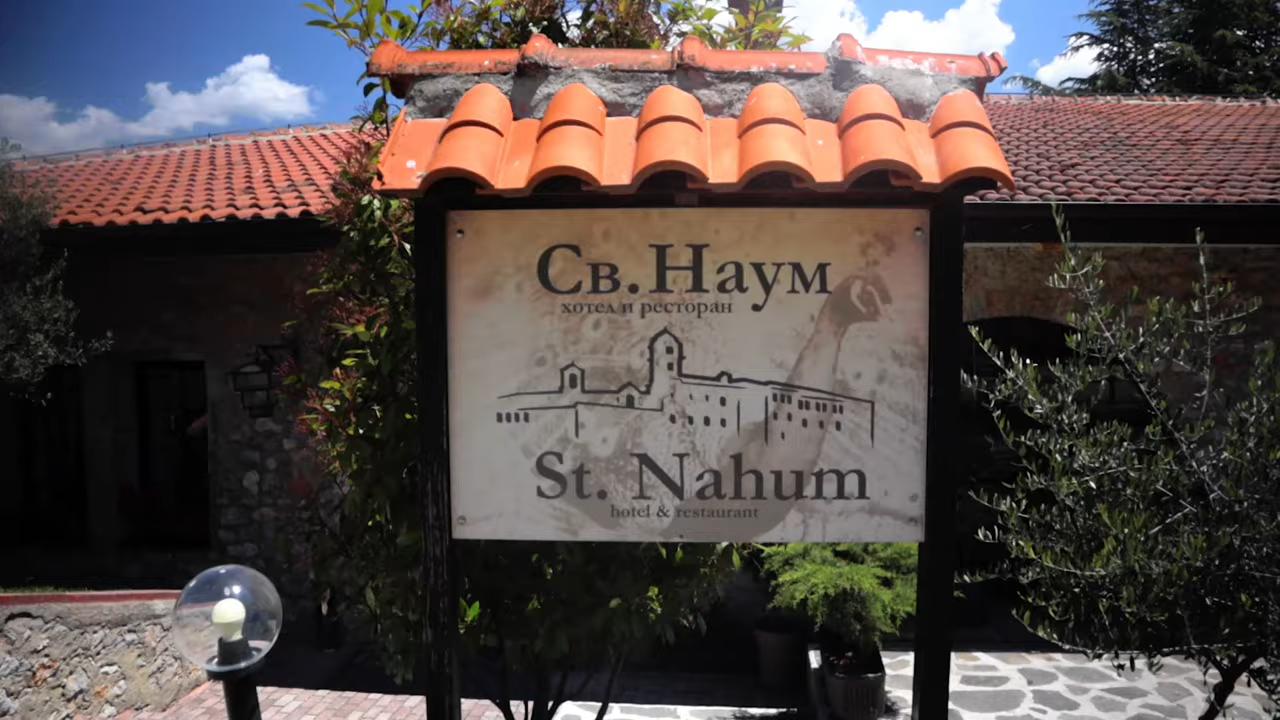 Св. Наум
хотел и ресторан
St. Nahum
hotel & restaurant